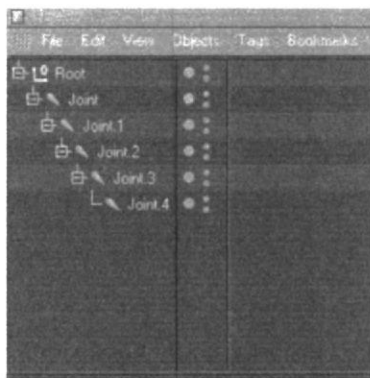 File Edit View Objects Tags Bookmarks
Root
Joint
Joint.1
Joint.2
Joint.3
Joint.4